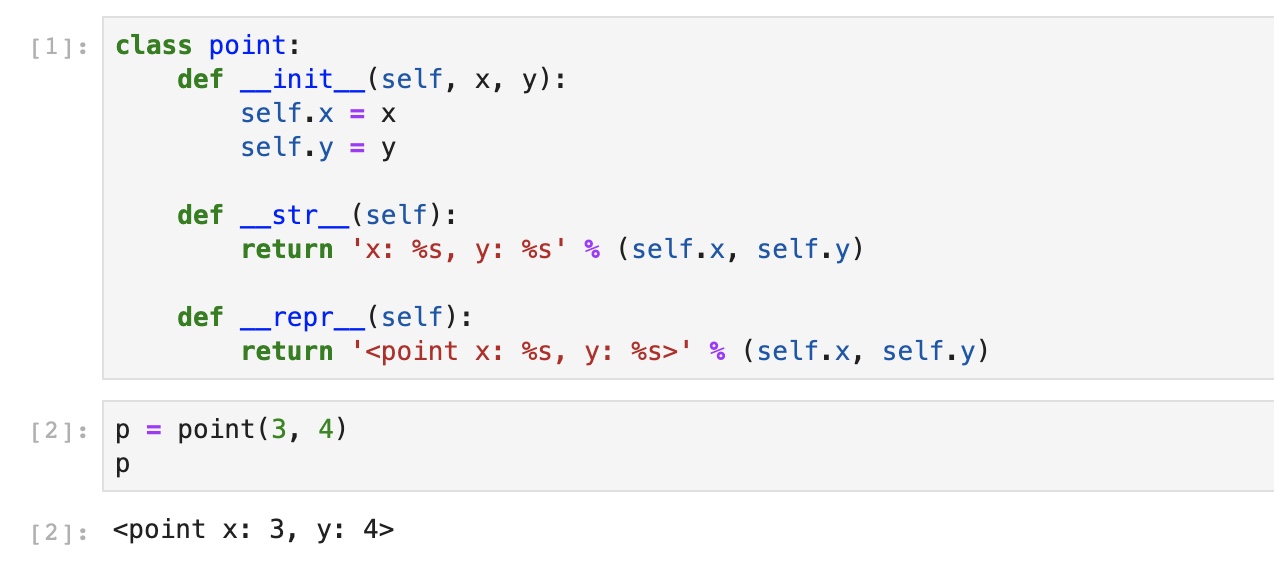 [1]: class point:
    def __init__(self, x, y):
        self.x = x
        self.y = y

    def __str__(self):
        return 'x: %s, y: %s' % (self.x, self.y)

    def __repr__(self):
        return '<point x: %s, y: %s>' % (self.x, self.y)
[2]: p = point(3, 4)
p
[2]: <point x: 3, y: 4>